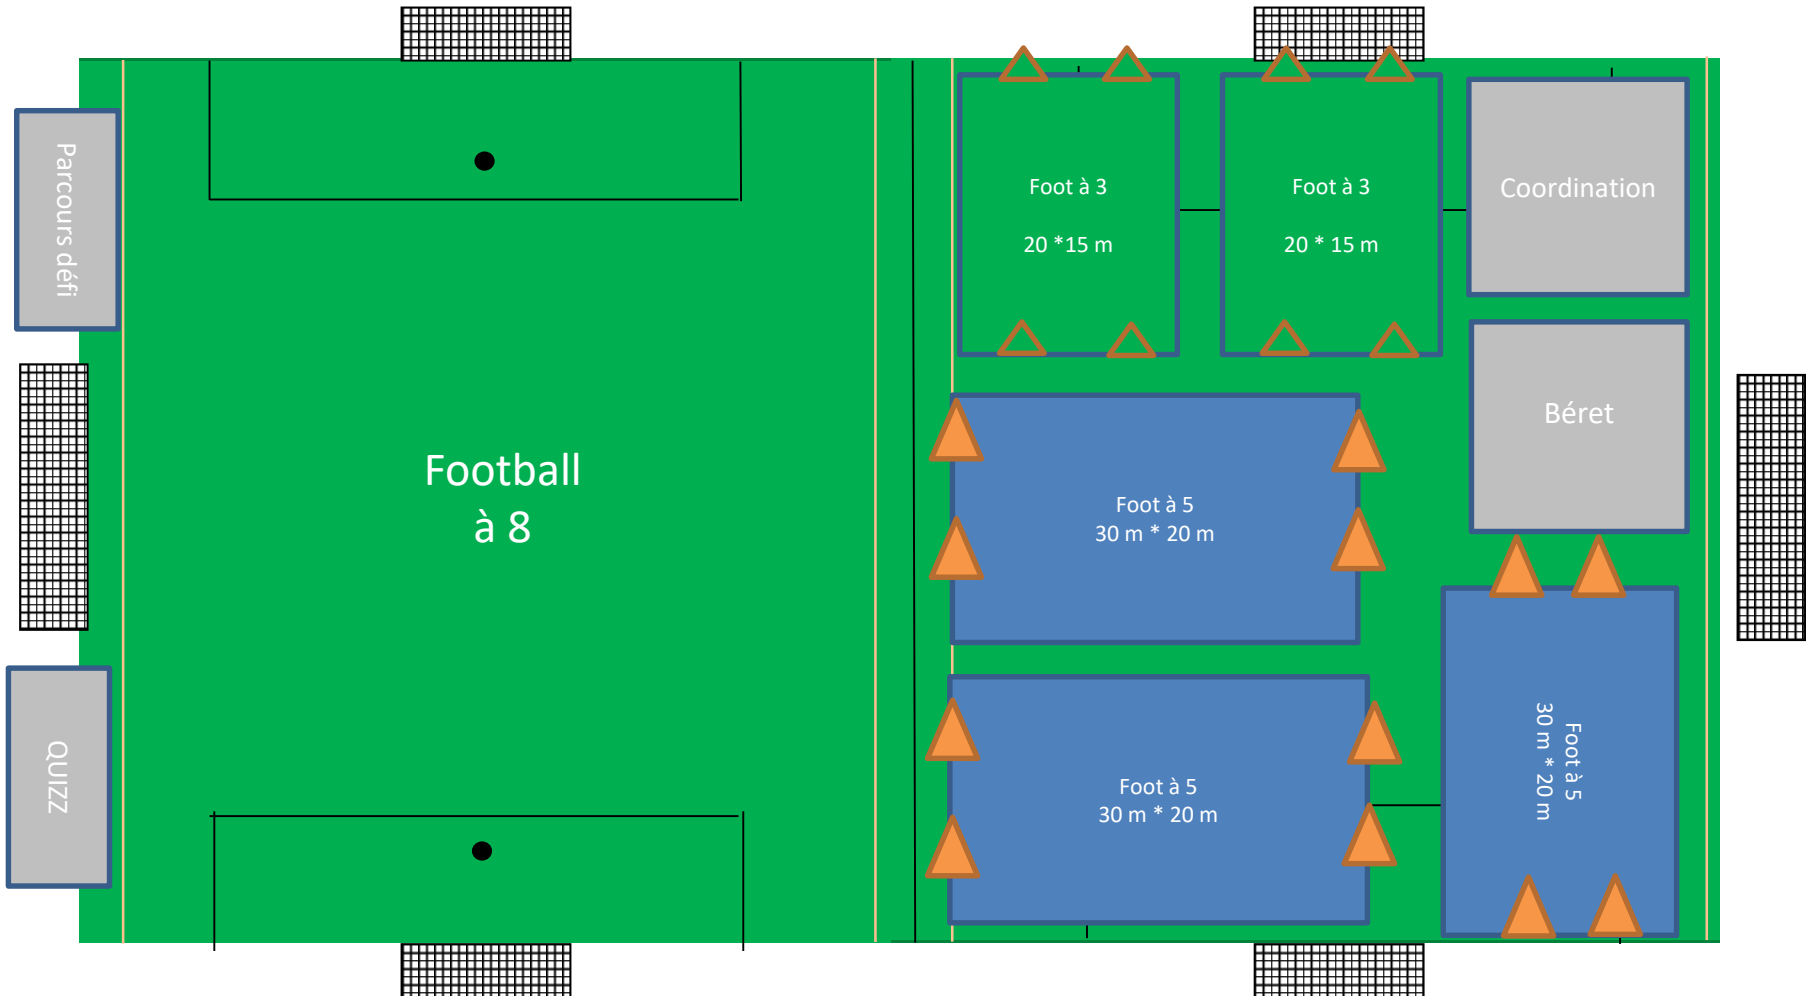 Parcours défi
QUIZZ
Football
à 8
Foot à 3
20 *15 m
Foot à 3
20 * 15 m
Coordination
Béret
Foot à 5
30 m * 20 m
Foot à 5
30 m * 20 m
Foot à 5
30 m * 20 m